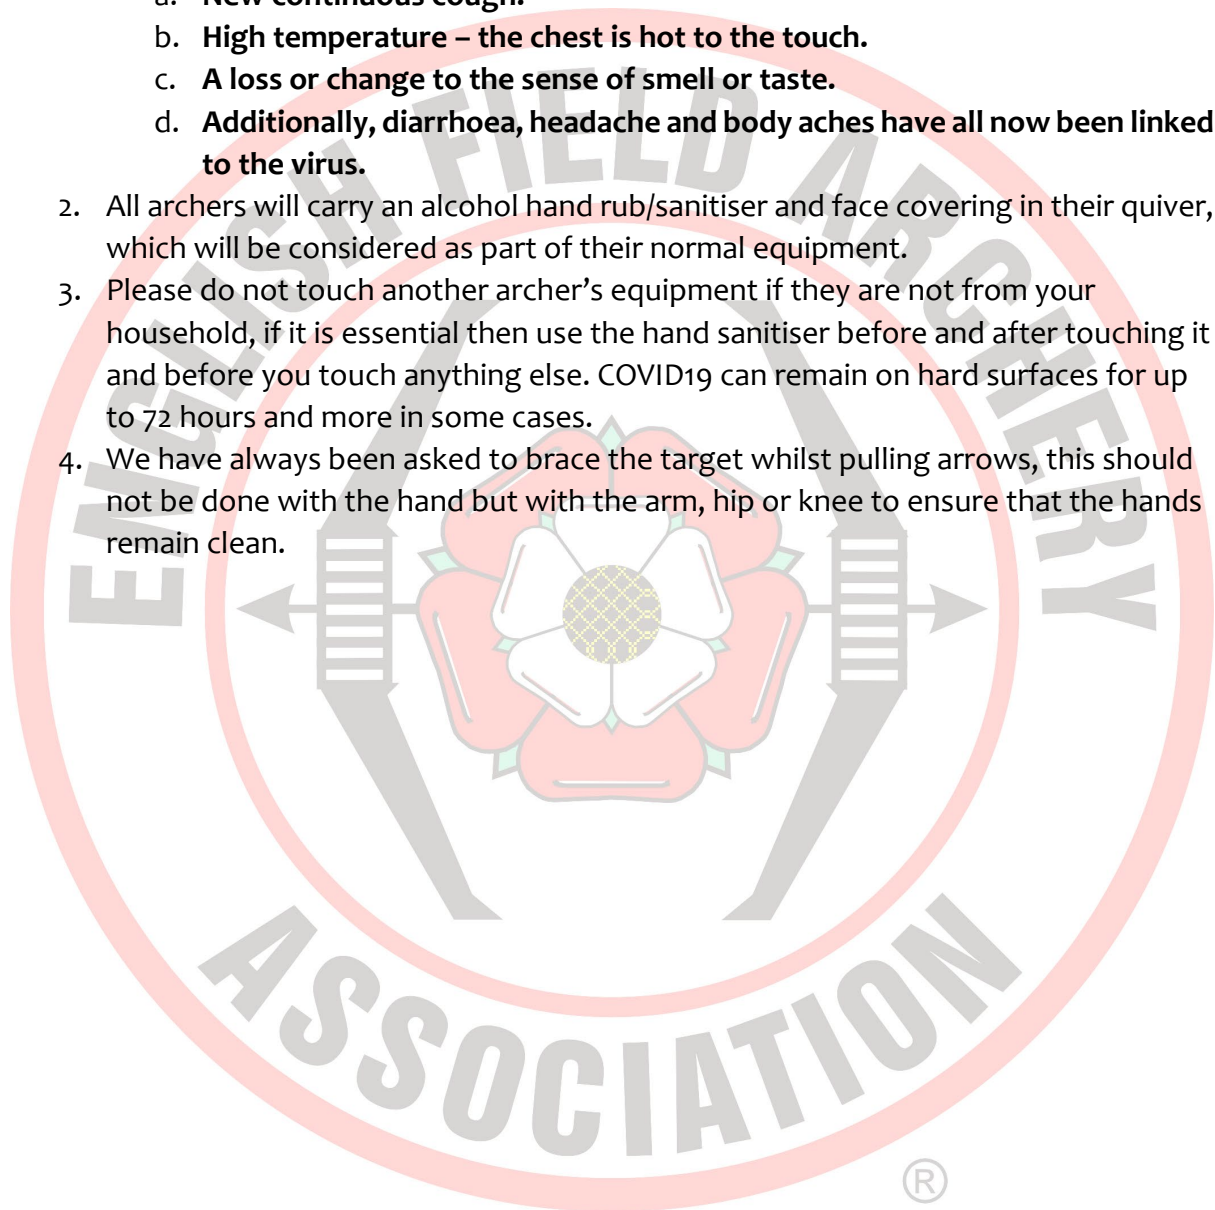 a. New continuous cough.
b. High temperature – the chest is hot to the touch.
c. A loss or change to the sense of smell or taste.
d. Additionally, diarrhoea, headache and body aches have all now been linked
to the virus.
2. All archers will carry an alcohol hand rub/sanitiser and face covering in their quiver,
which will be considered as part of their normal equipment.
3. Please do not touch another archer’s equipment if they are not from your
household, if it is essential then use the hand sanitiser before and after touching it
and before you touch anything else. COVID19 can remain on hard surfaces for up
to 72 hours and more in some cases.
4. We have always been asked to brace the target whilst pulling arrows, this should
not be done with the hand but with the arm, hip or knee to ensure that the hands
remain clean.
ENGLISH FIELD ARCHERY
ASSOCIATION
®